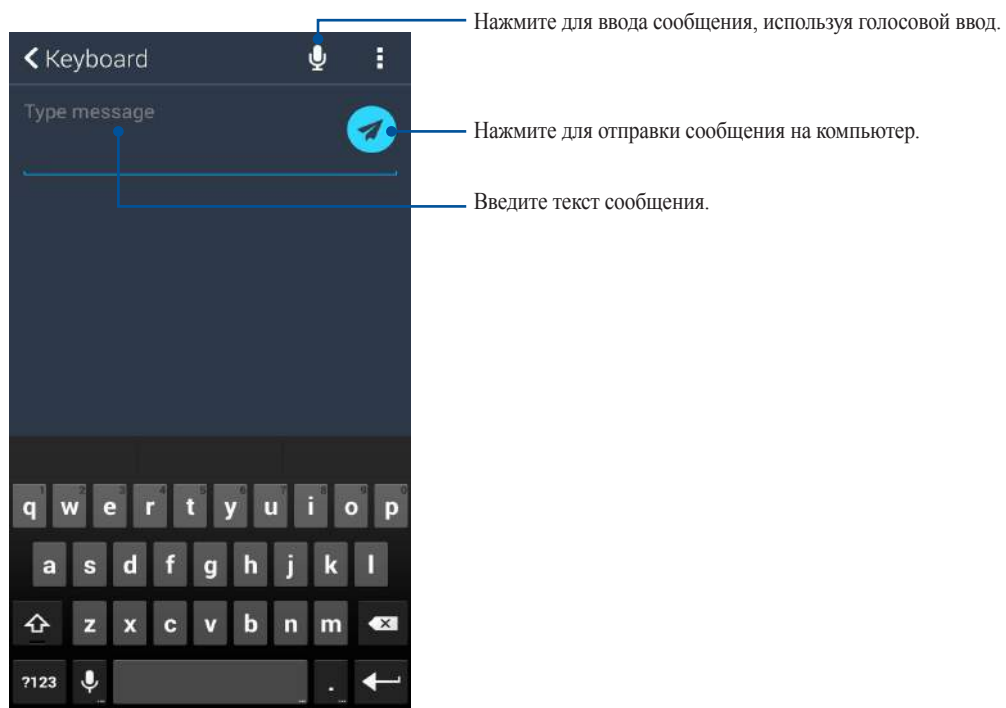 Нажмите для ввода сообщения, используя голосовой ввод.
Keyboard
Type message
Нажмите для отправки сообщения на компьютер.
Введите текст сообщения.
1 2 3 4 5 6 7 8 9 0
q w e r t y u i o p
a s d f g h j k l
z x c v b n m
?123 ... ... . ...